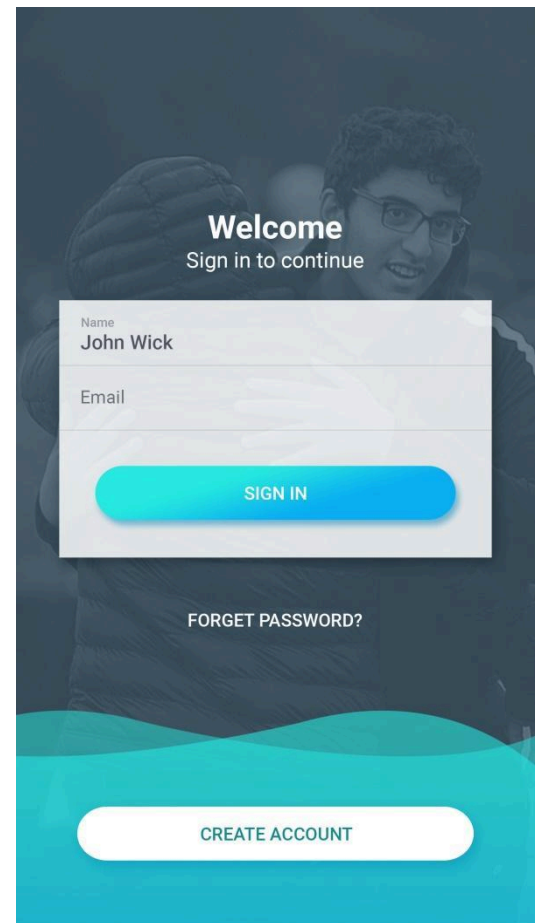 Welcome
Sign in to continue
Name
John Wick
Email
SIGN IN
FORGET PASSWORD?
CREATE ACCOUNT